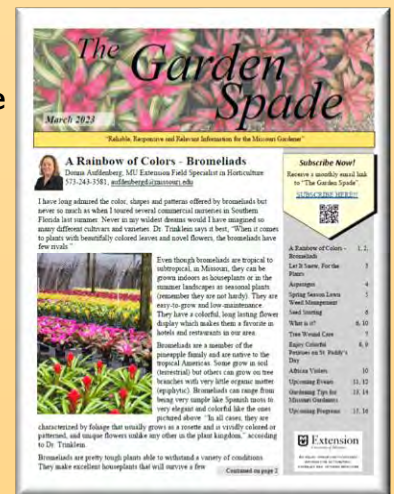 e
The
Garden
Spade
March 2023
"Reliable, Responsive and Relevant Information for the Missouri Gardener"
A Rainbow of Colors - Bromeliads
Donna Aufdenberg, MU Extension Field Specialist in Horticulture
573-243-3581, aufdenbergd@missouri.edu
I have long admired the color, shapes and patterns offered by bromeliads but
never so much as when I toured several commercial nurseries in Southern
Florida last summer. Never in my wildest dreams would I have imagined so
many different cultivars and varieties. Dr. Trinklein says it best, "When it comes
to plants with beautifully colored leaves and novel flowers, the bromeliads have
few rivals."
Even though bromeliads are tropical to
subtropical, in Missouri, they can be
grown indoors as houseplants or in the
summer landscapes as seasonal plants
(remember they are not hardy). They are
easy-to-grow and low-maintenance.
They have a colorful, long lasting flower
display which makes them a favorite in
hotels and restaurants in our area.
Bromeliads are a member of the
pineapple family and are native to the
tropical Americas. Some grow in soil
(terrestrial) but others can grow on tree
branches with very little organic matter
(epiphytic). Bromeliads can range from
being very simple like Spanish moss to
very elegant and colorful like the ones
pictured above. "In all cases, they are
characterized by foliage that usually grows as a rosette and is vividly colored or
patterned, and unique flowers unlike any other in the plant kingdom," according
to Dr. Trinklein.
Bromeliads are pretty tough plants able to withstand a variety of conditions.
They make excellent houseplants that will survive a few
Continued on page 2
Subscribe Now!
Receive a monthly email link
to "The Garden Spade".
SUBSCRIBE HERE!!
A Rainbow of Colors - 1, 2,
Bromeliads
Let It Snow, For the 3
Plants
Asparagus 4
Spring Season Lawn 5
Weed Management
Seed Starting 6
What is it? 6, 10
Tree Wound Care 7
Enjoy Colorful 8, 9
Petunias on St. Paddy's
Day
African Violets 10
Upcoming Events 11, 12
Gardening Tips for 13, 14
Missouri Gardeners
Upcoming Programs 15, 16
Extension
University of Missouri